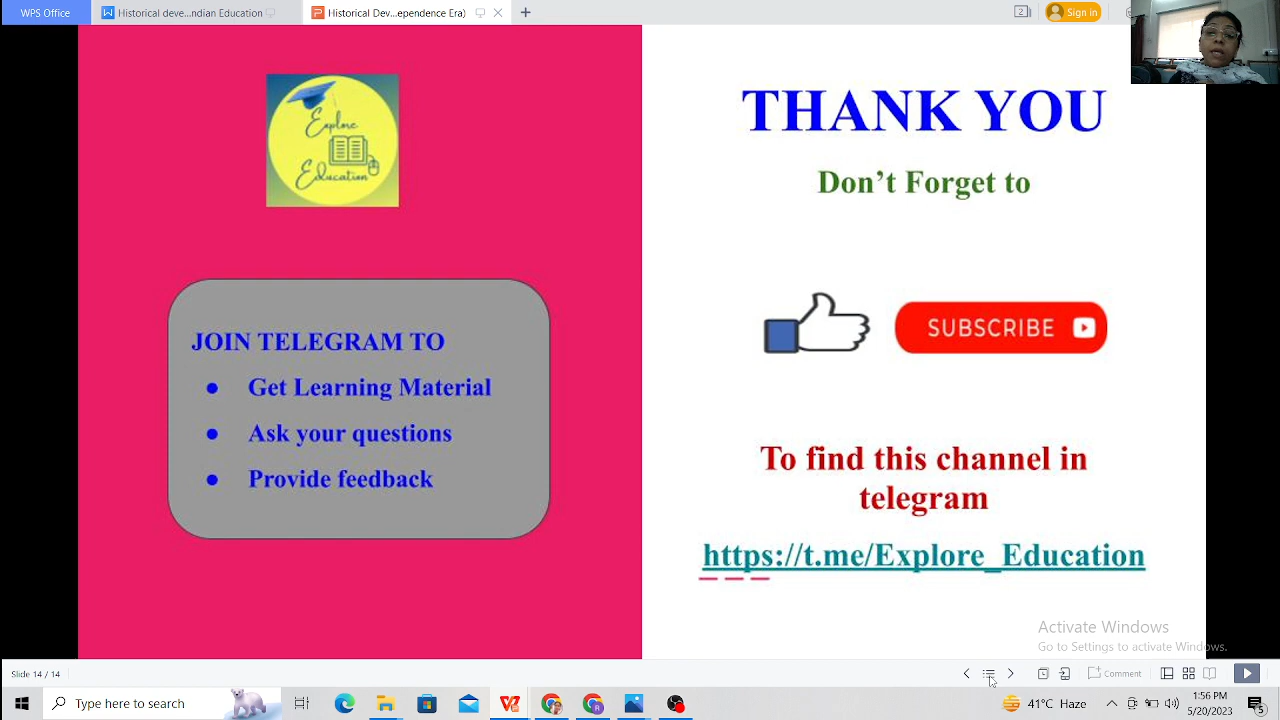 WPS Office
Historical deve...ndian Education
Historical Dev...ependence Era)
Sign in
Explore
Education
THANK YOU
Don’t Forget to
SUBSCRIBE
JOIN TELEGRAM TO
● Get Learning Material
● Ask your questions
● Provide feedback
To find this channel in
telegram
https://t.me/Explore_Education
Activate Windows
Go to Settings to activate Windows.
Slide 14 / 14
Comment
Type here to search
41°C Haze
1:56 PM
5/20/2023